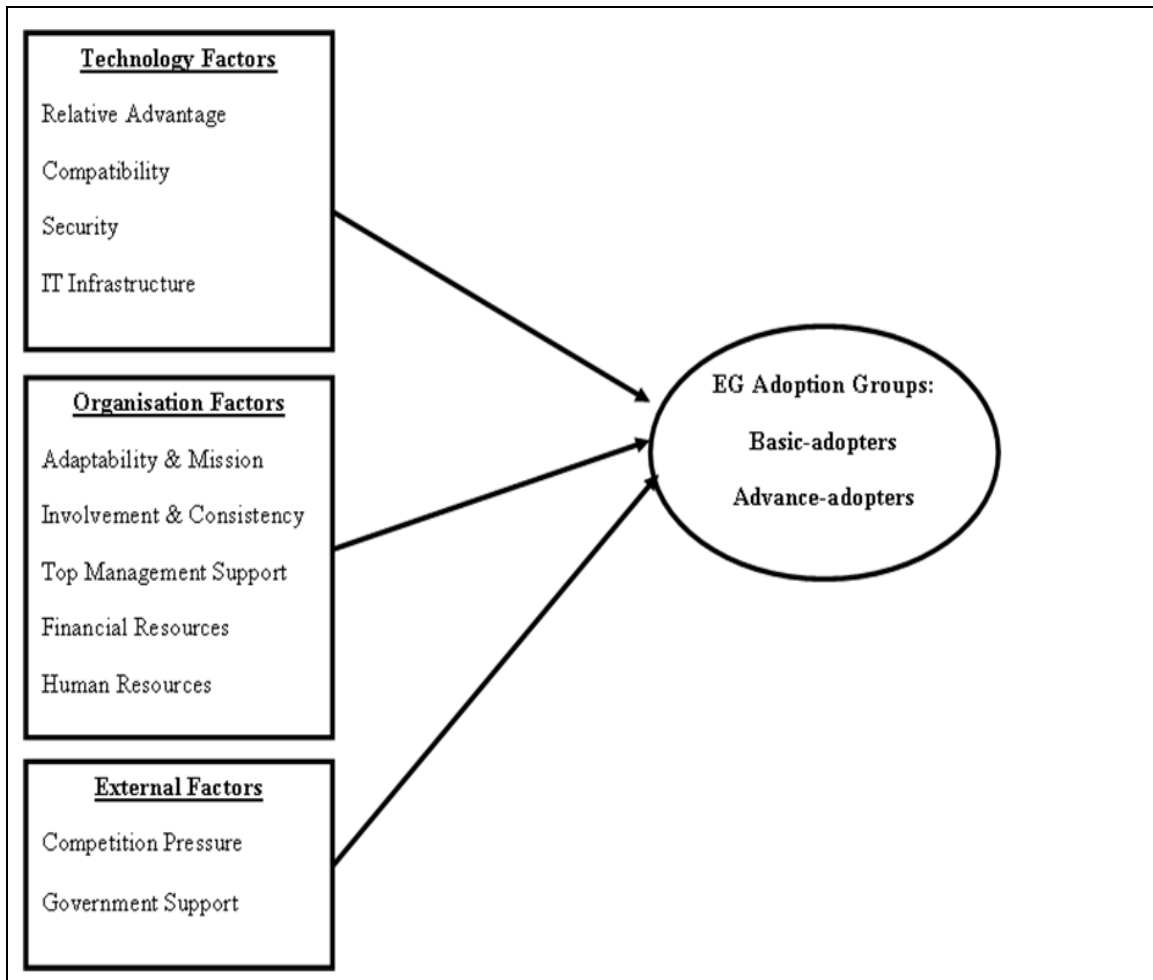 Technology Factors
Relative Advantage
Compatibility
Security
IT Infrastructure
Organisation Factors
Adaptability & Mission
Involvement & Consistency
Top Management Support
Financial Resources
Human Resources
External Factors
Competition Pressure
Government Support
EG Adoption Groups:
Basic-adopters
Advance-adopters